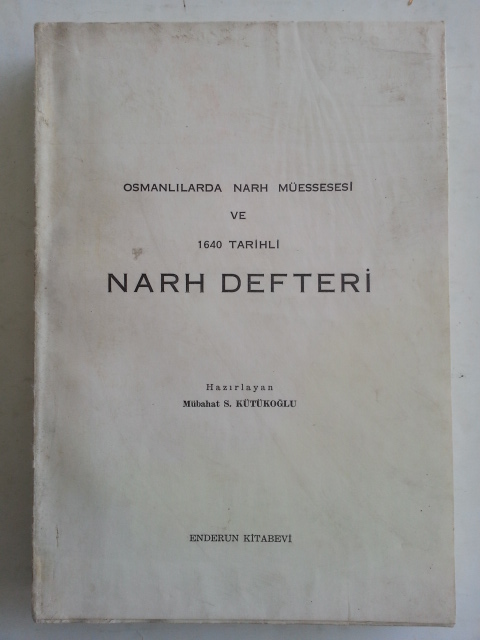 OSMANLILARDA NARH MÜESSESESİ
VE
1640 TARİHLİ
NARH DEFTERİ
Hazırlayan
Mübahat S. KÜTÜKOĞLU
ENDERUN KİTABEVİ